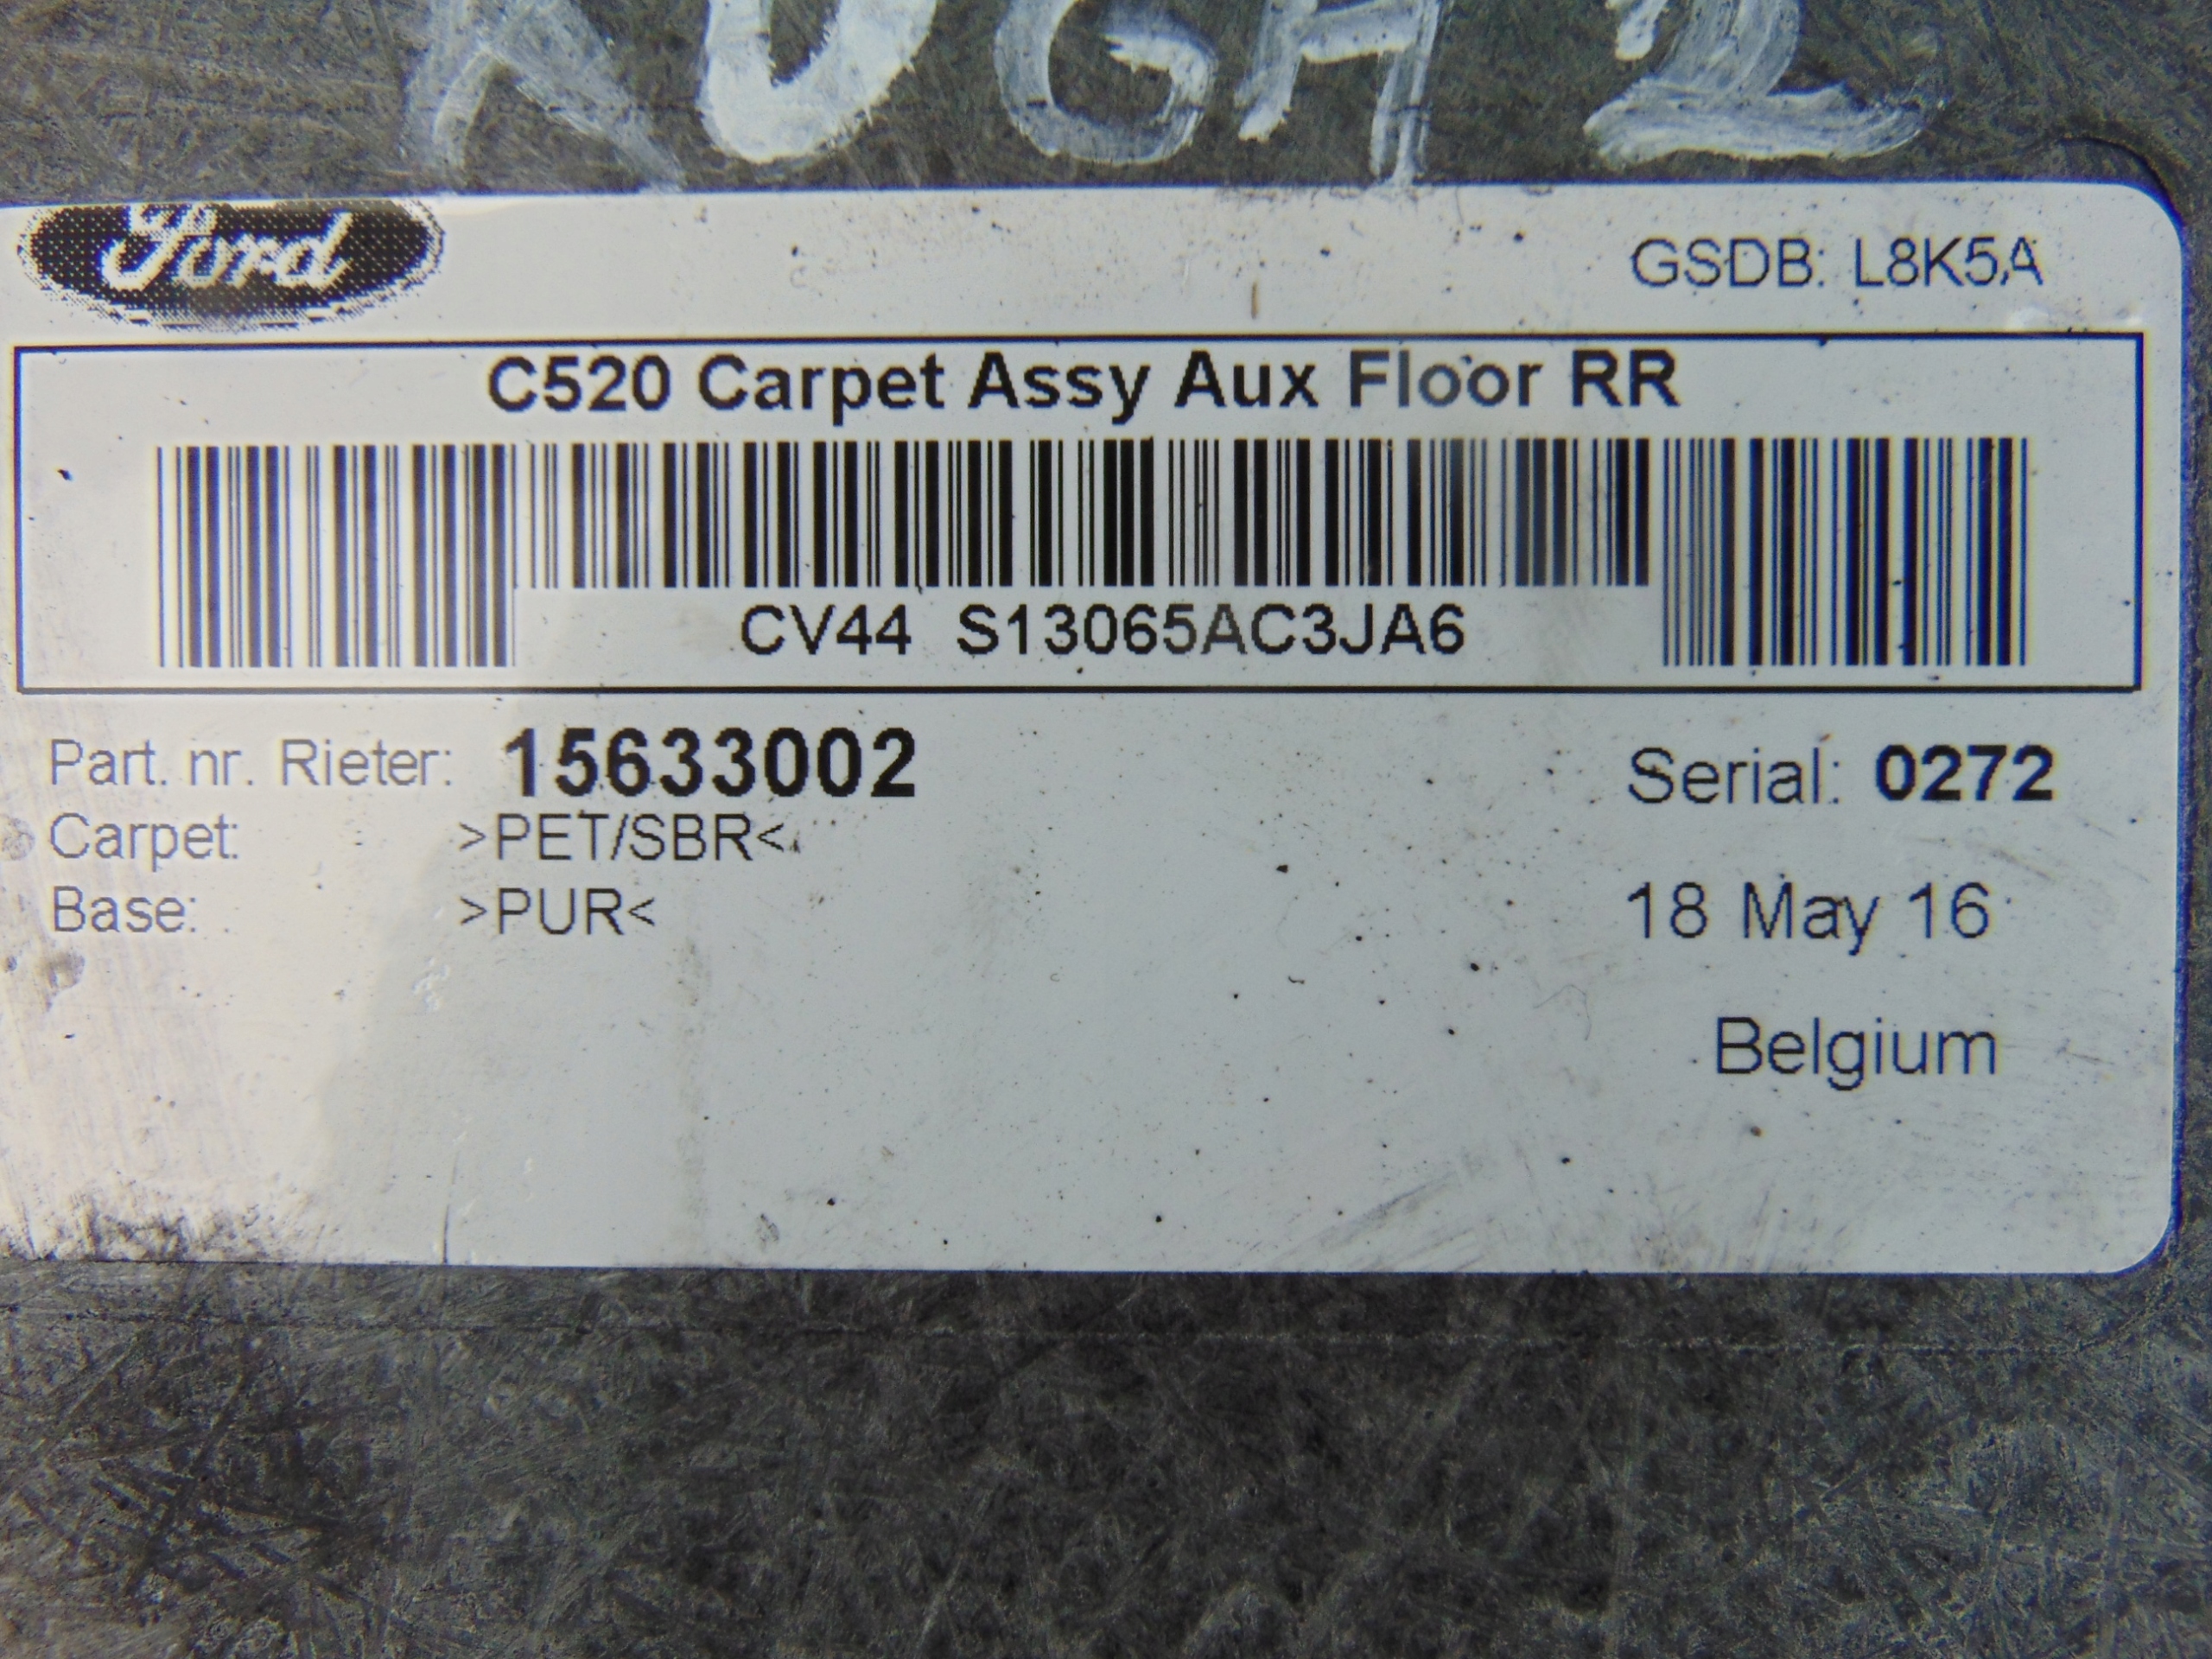 Ford
GSDB: L8K5A
C520 Carpet Assy Aux Floor RR
CV44 S13065AC3JA6
Part. nr. Rieter: 15633002
Serial: 0272
Carpet: >PET/SBR<
Base: >PUR<
18 May 16
Belgium